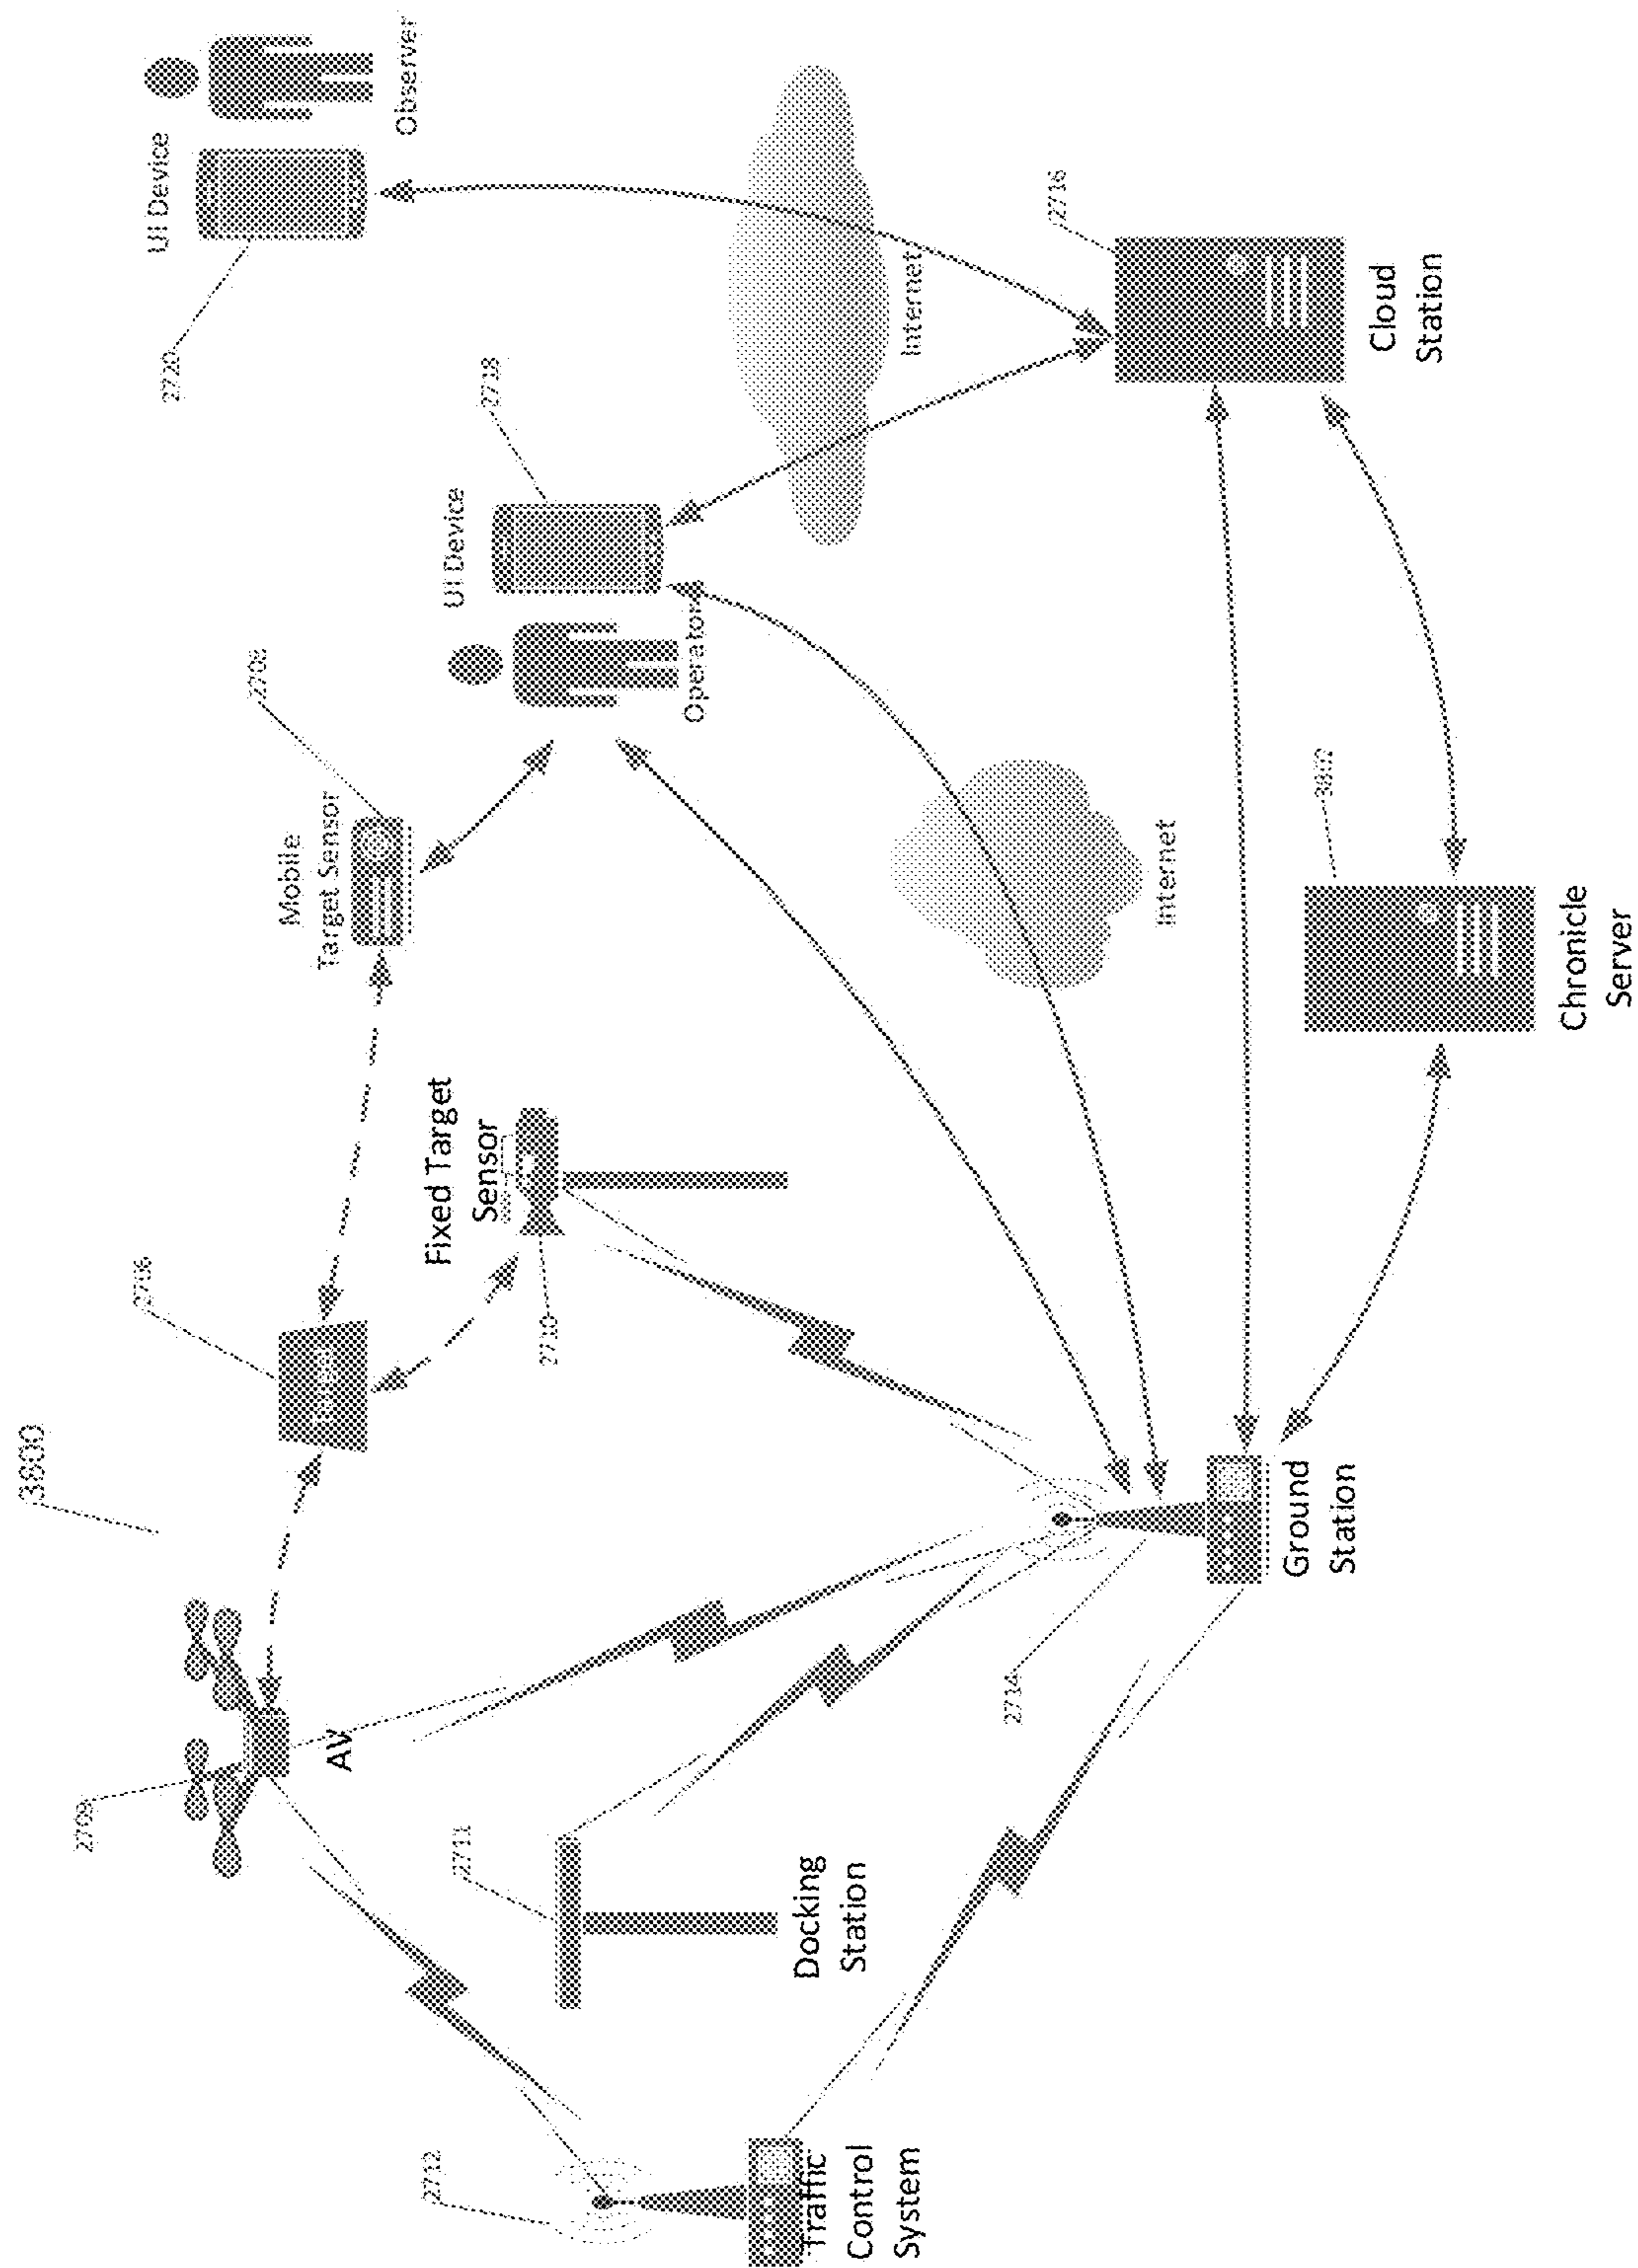 3800
2709
2706
UI Device
2720
2708
Mobile
Target Sensor
AV
Observer
2712
Fixed Target
Sensor
UI Device
2711
2718
2710
Operator
Docking
Station
Traffic
Control
System
Internet
2714
2716
Internet
Ground
Station
3802
Cloud
Station
Chronicle
Server